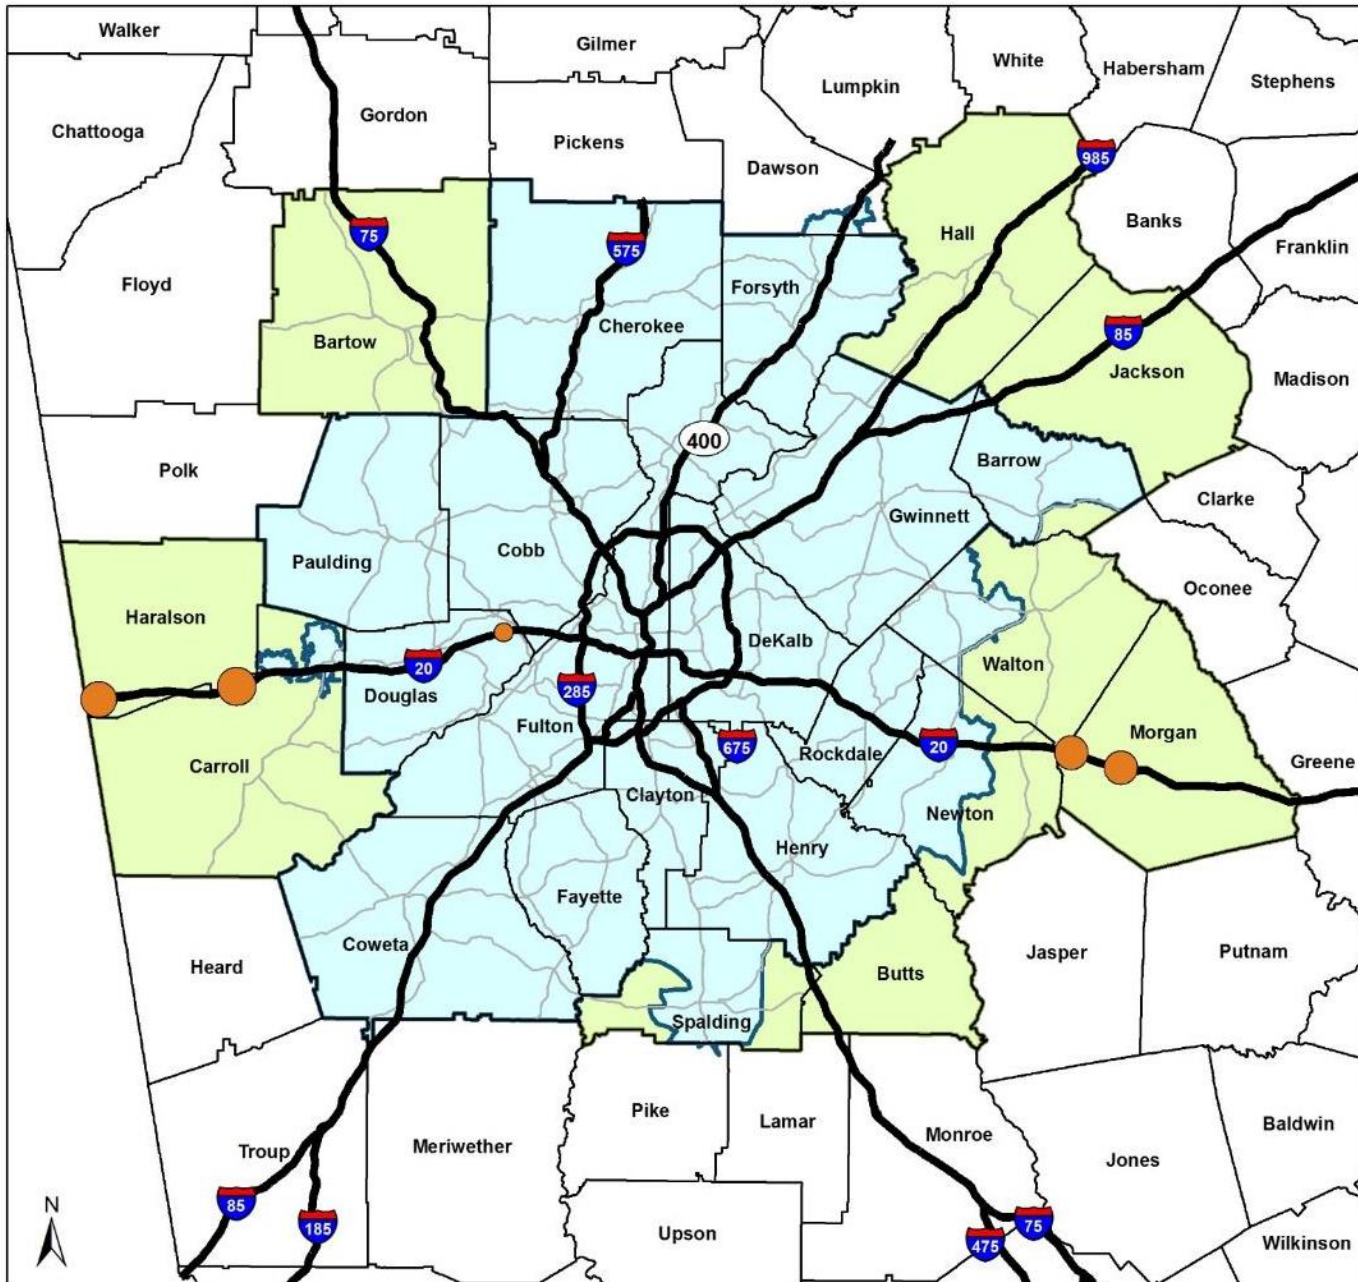 Walker
Gilmer
White
Habersham
Stephens
Lumpkin
Gordon
Chattooga
Pickens
Dawson
985
Banks
75
575
Hall
Franklin
Floyd
Forsyth
Cherokee
Bartow
85
Jackson
Madison
400
Polk
Barrow
Clarke
Gwinnett
Cobb
Paulding
Oconee
Haralson
DeKalb
Walton
20
Douglas
285
Fulton
675
Rockdale
20
Morgan
Greene
Carroll
Clayton
Newton
Henry
Fayette
Coweta
Heard
Butts
Jasper
Putnam
Spalding
Pike
Lamar
Monroe
Baldwin
Troup
Meriwether
Jones
N
85
185
Upson
475
75
Wilkinson